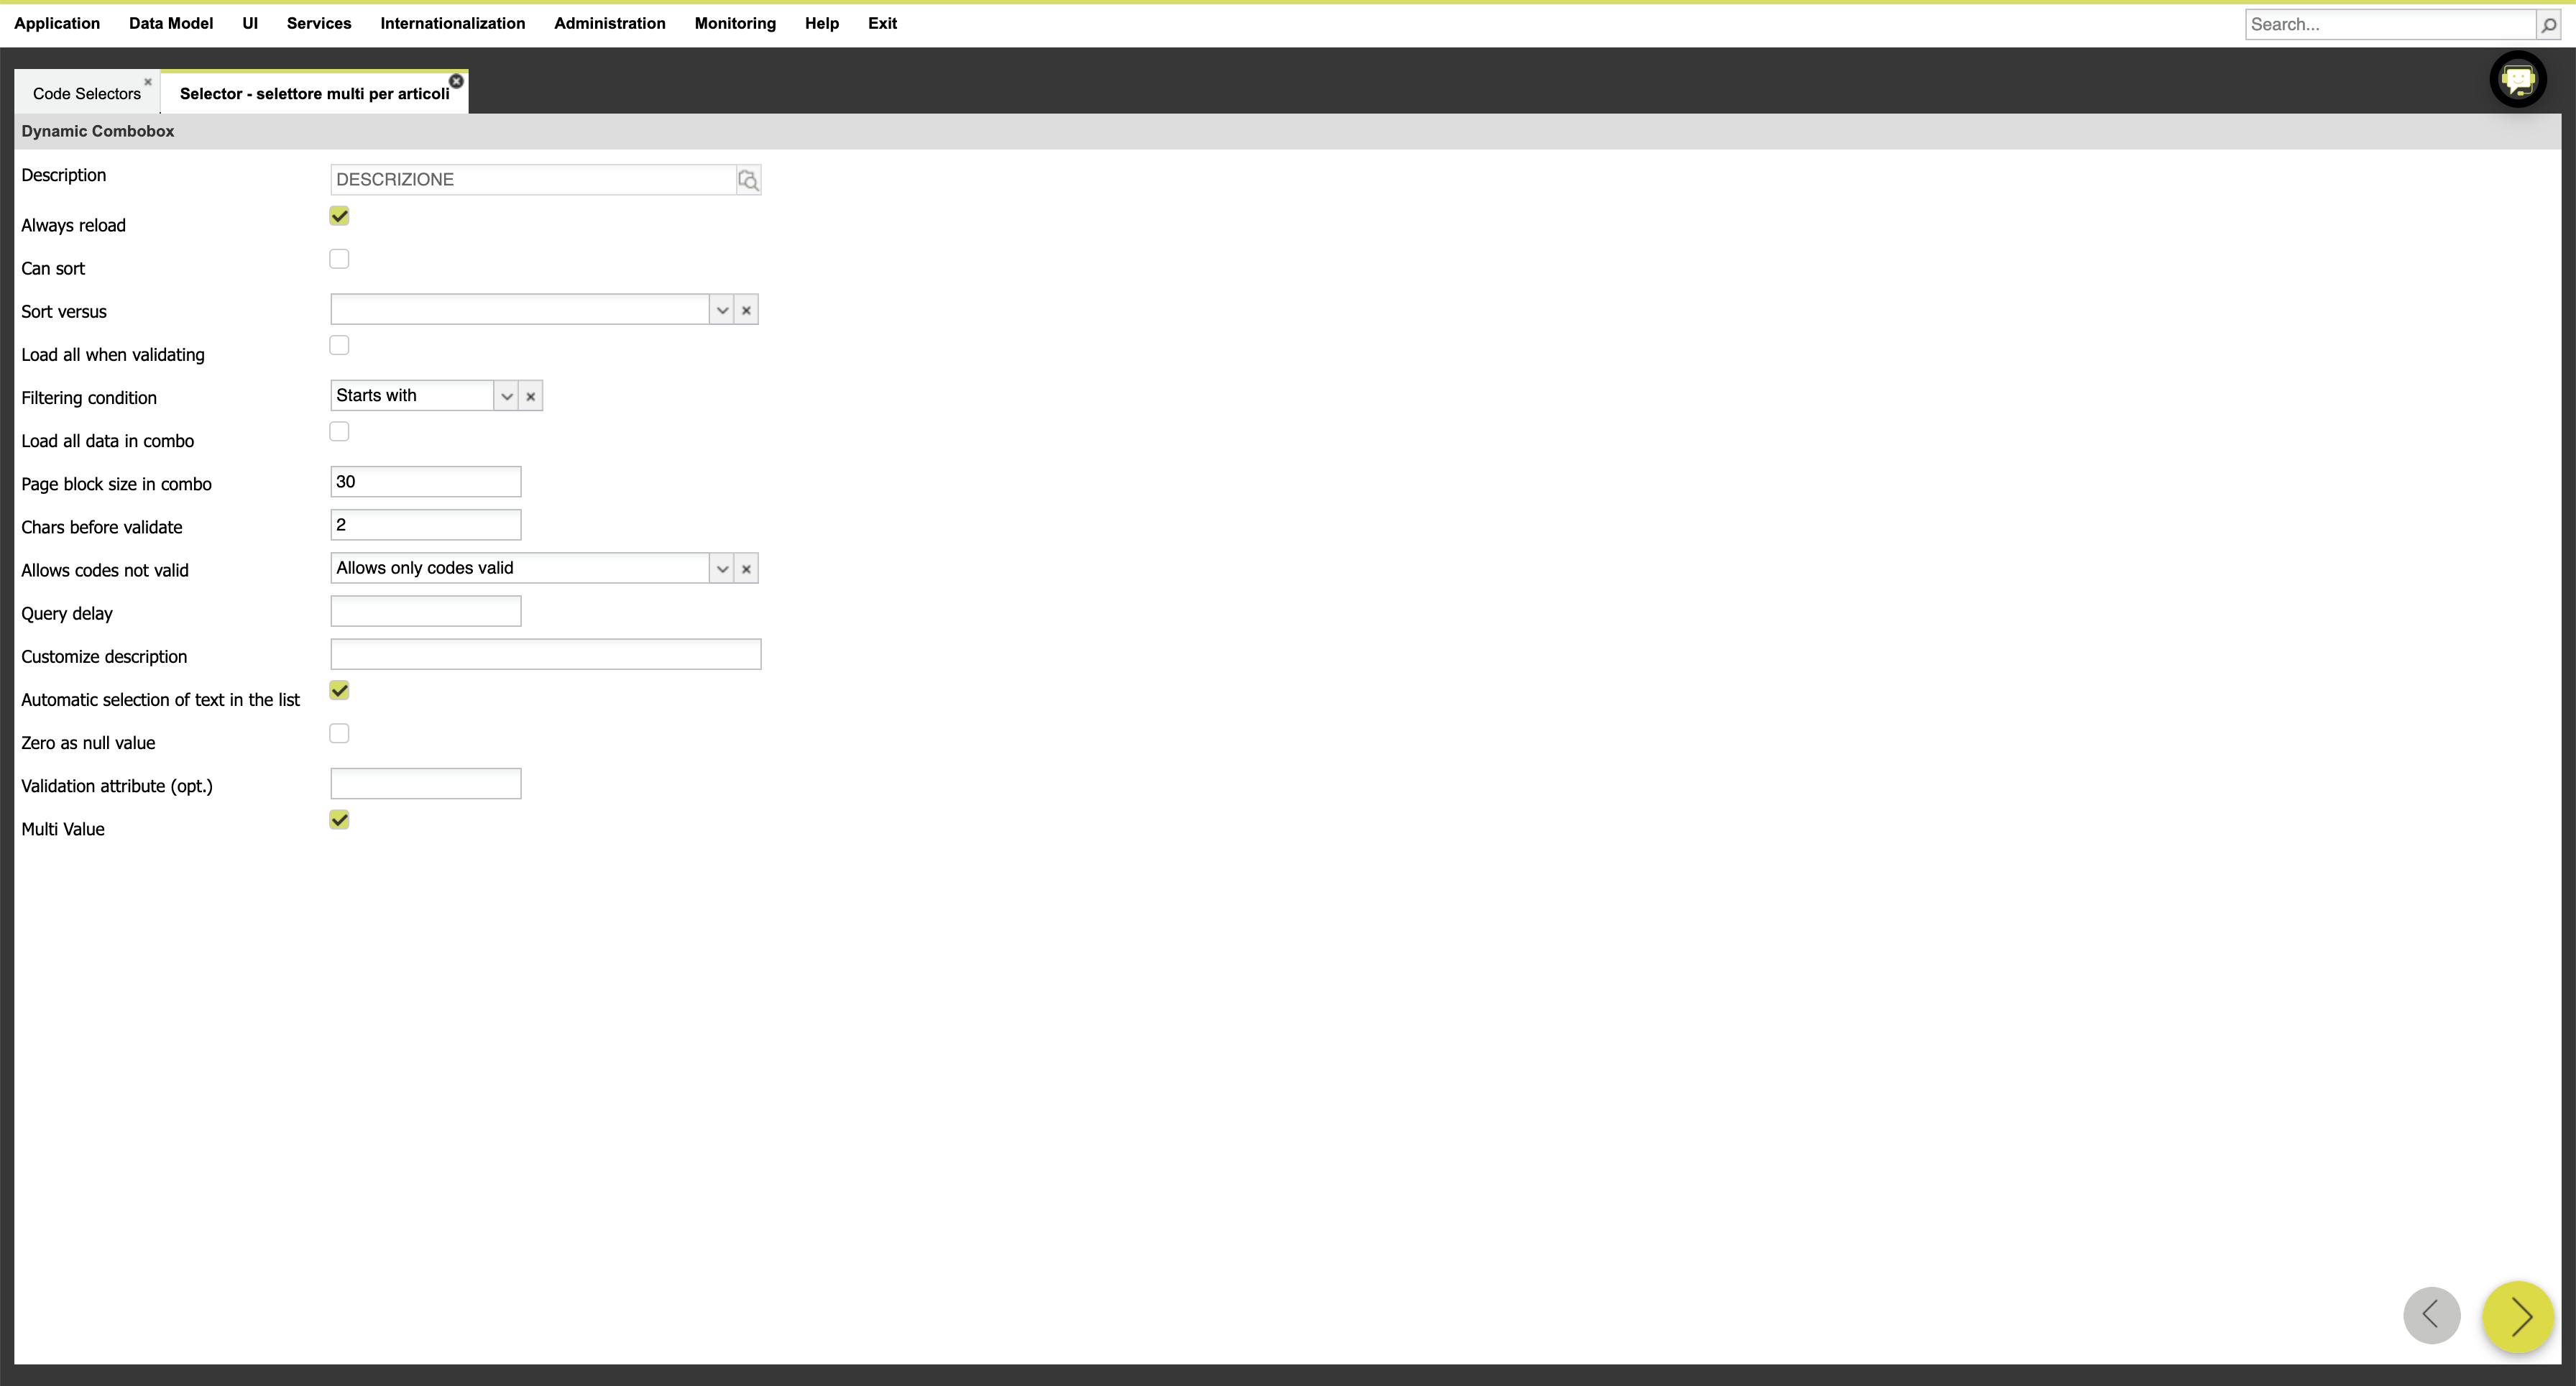 Application Data Model UI Services Internationalization Administration Monitoring Help Exit Search...
Code Selectors Selector - selettore multi per articoli
Dynamic Combobox
Description DESCRIZIONE
Always reload
Can sort
Sort versus
Load all when validating
Filtering condition Starts with
Load all data in combo
Page block size in combo 30
Chars before validate 2
Allows codes not valid Allows only codes valid
Query delay
Customize description
Automatic selection of text in the list
Zero as null value
Validation attribute (opt.)
Multi Value